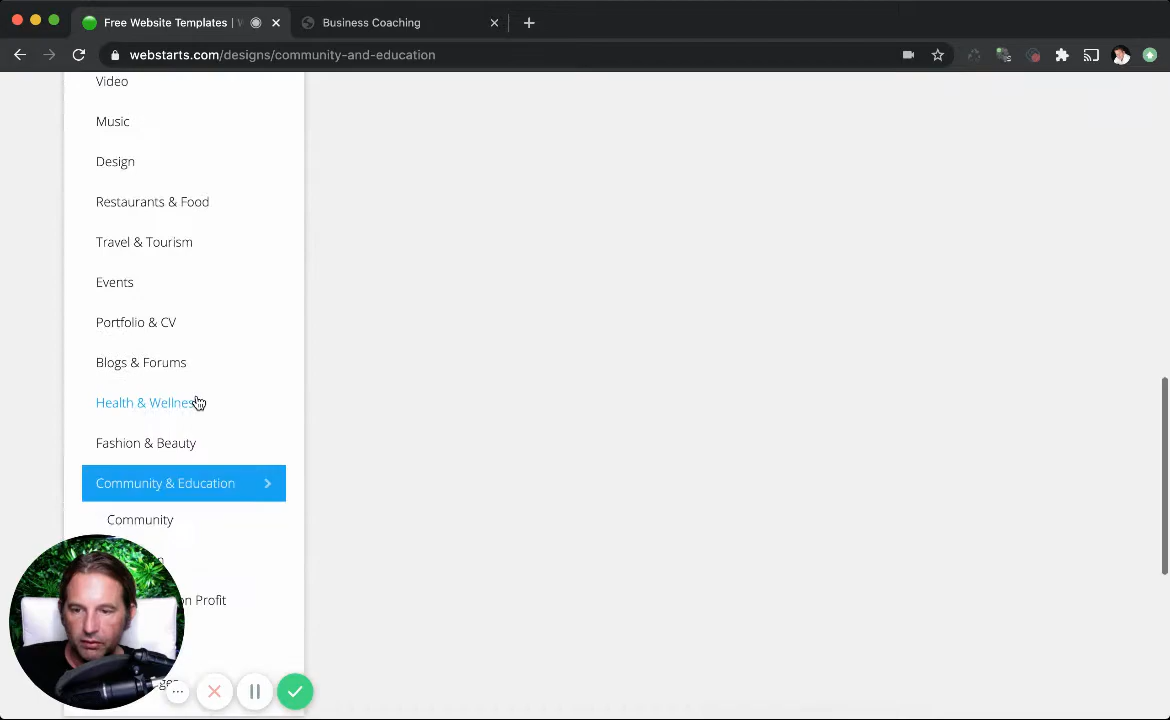 Free Website Templates |
Business Coaching
webstarts.com/designs/community-and-education
Video
Music
Design
Restaurants & Food
Travel & Tourism
Events
Portfolio & CV
Blogs & Forums
Health & Wellness
Fashion & Beauty
Community & Education
Community
on Profit